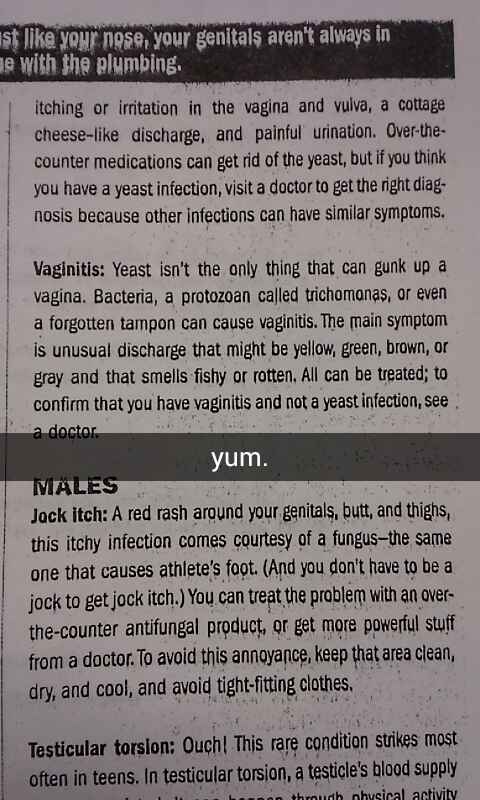 st like your nose, your genitals aren't always in
e with the plumbing.
itching or irritation in the vagina and vulva, a cottage
cheese–like discharge, and painful urination. Over-the-
counter medications can get rid of the yeast, but if you think
you have a yeast infection, visit a doctor to get the right diag-
nosis because other infections can have similar symptoms.
Vaginitis: Yeast isn't the only thing that can gunk up a
vagina. Bacteria, a protozoan called trichomonas, or even
a forgotten tampon can cause vaginitis. The main symptom
is unusual discharge that might be yellow, green, brown, or
gray and that smells fishy or rotten. All can be treated; to
confirm that you have vaginitis and not a yeast infection, see
a doctor.
yum.
MALES
Jock itch: A red rash around your genitals, butt, and thighs,
this itchy infection comes courtesy of a fungus—the same
one that causes athlete's foot. (And you don't have to be a
jock to get jock itch.) You can treat the problem with an over-
the-counter antifungal product, or get more powerful stuff
from a doctor. To avoid this annoyance, keep that area clean,
dry, and cool, and avoid tight-fitting clothes.
Testicular torsion: Ouch! This rare condition strikes most
often in teens. In testicular torsion, a testicle's blood supply
through physical activity